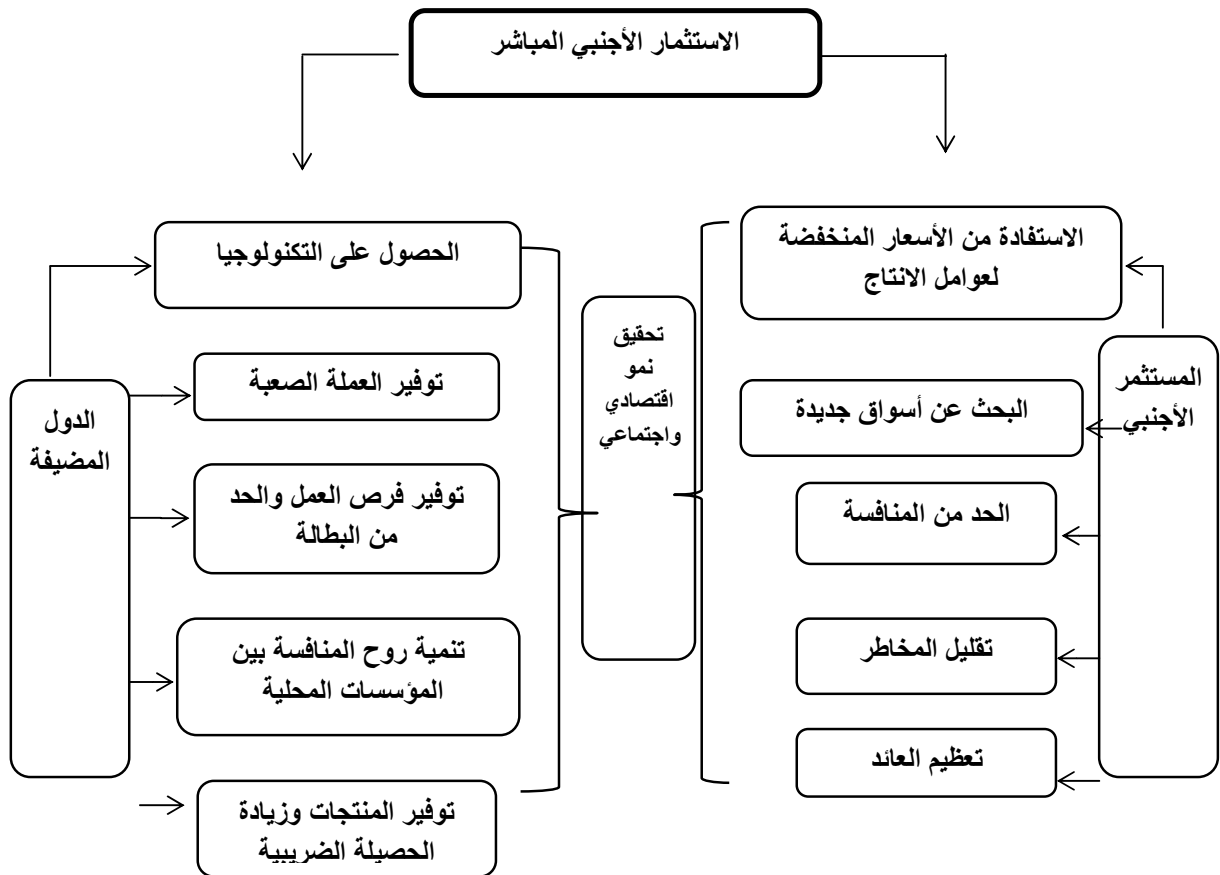 الاستثمار الأجنبي المباشر
الاستفادة من الأسعار المنخفضة
لعوامل الانتاج
المستثمر
الأجنبي
البحث عن أسواق جديدة
الحد من المنافسة
تقليل المخاطر
تعظيم العائد
تحقيق
نمو
اقتصادي
واجتماعي
الحصول على التكنولوجيا
توفير العملة الصعبة
الدول
المضيفة
توفير فرص العمل والحد
من البطالة
تنمية روح المنافسة بين
المؤسسات المحلية
توفير المنتجات وزيادة
الحصيلة الضريبية